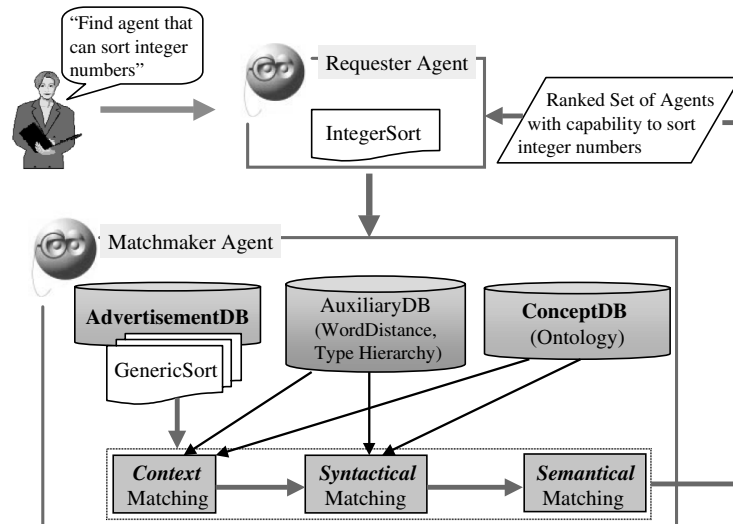 “Find agent that
can sort integer
numbers”
Requester Agent
IntegerSort
Ranked Set of Agents
with capability to sort
integer numbers
Matchmaker Agent
AdvertisementDB
GenericSort
AuxiliaryDB
(WordDistance,
Type Hierarchy)
ConceptDB
(Ontology)
Context
Matching
Syntactical
Matching
Semantical
Matching